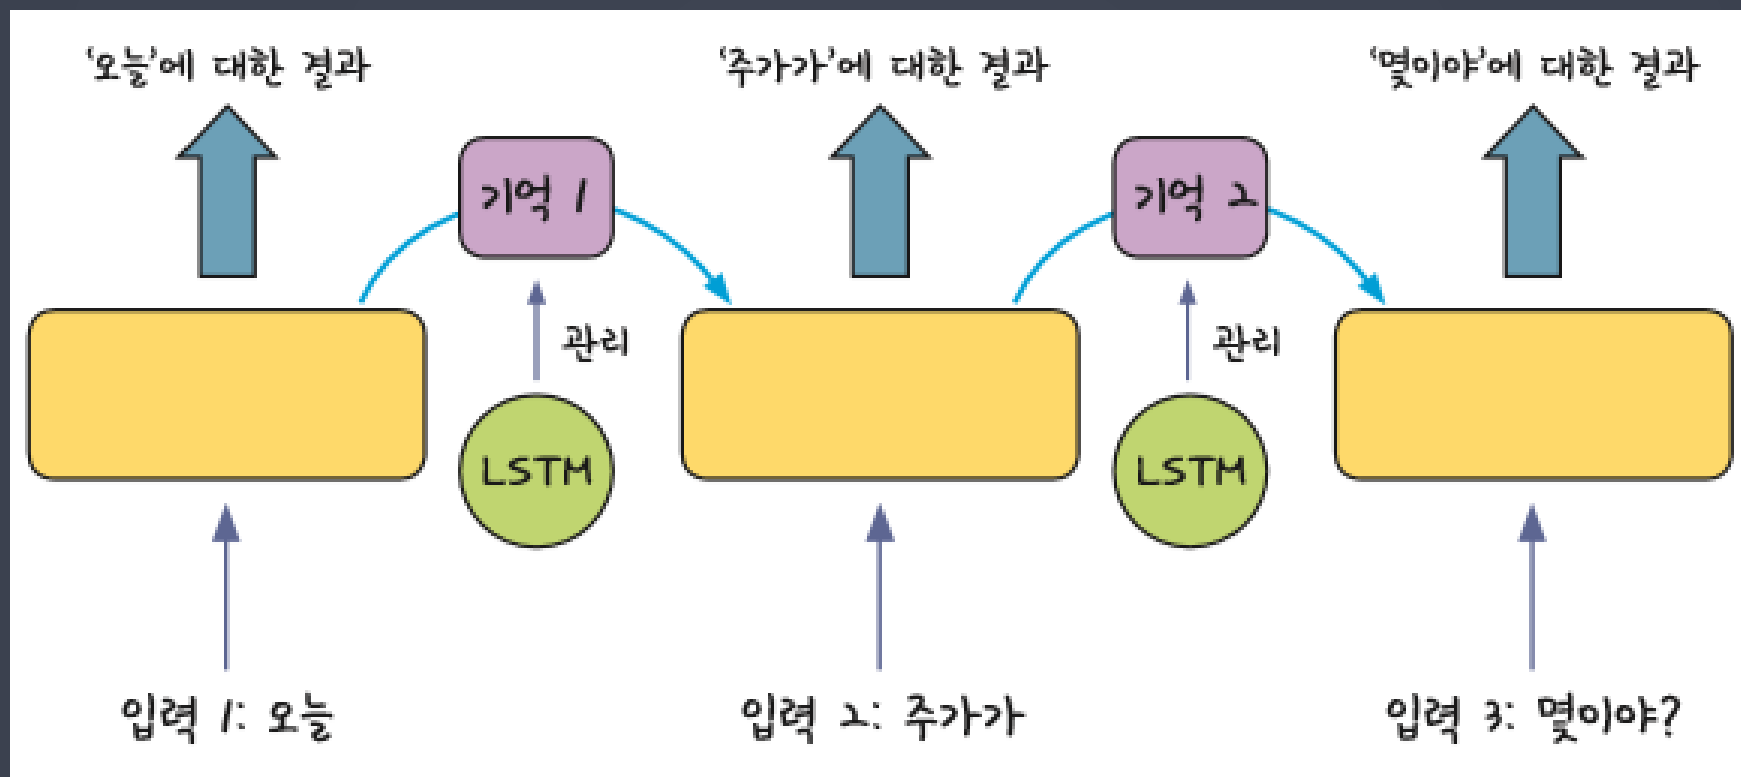 '오늘'에 대한 결과
'주가가'에 대한 결과
'몇이야'에 대한 결과
기억 1
기억 2
관리
관리
LSTM
LSTM
입력 1: 오늘
입력 2: 주가가
입력 3: 몇이야?